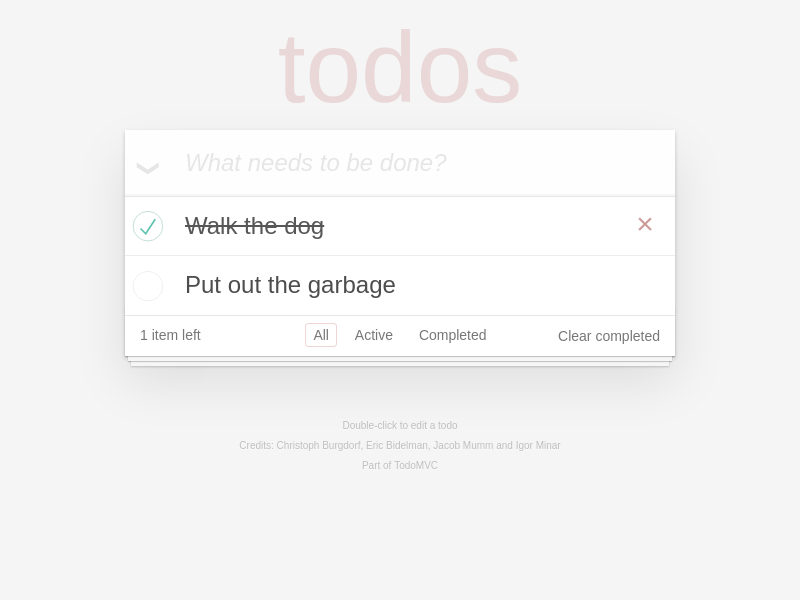 todos
What needs to be done?
Walk the dog
Put out the garbage
1 item left All Active Completed Clear completed
Double-click to edit a todo
Credits: Christoph Burgdorf, Eric Bidelman, Jacob Mumm and Igor Minar
Part of TodoMVC